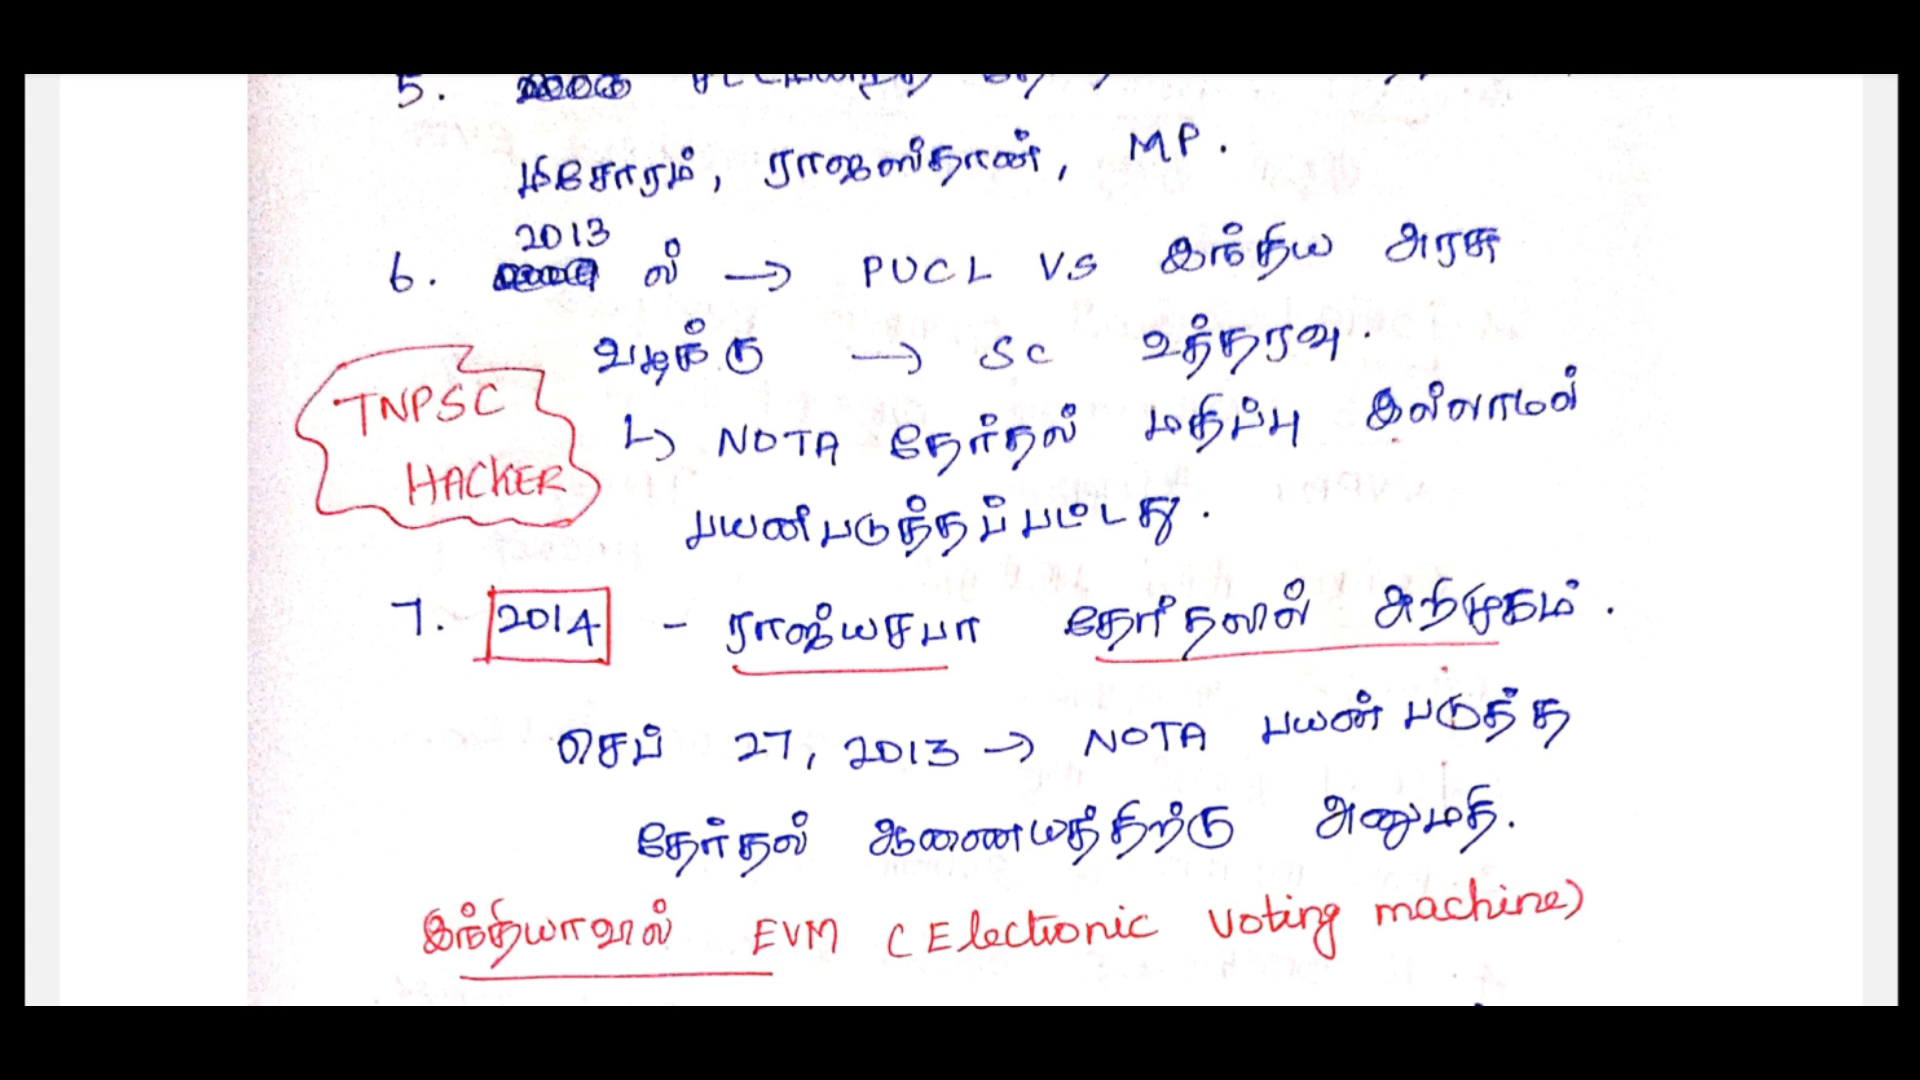 5.
மிசோரம், ராஜஸ்தான், MP.
2013
6. ல் → PUCL VS இந்திய அரசு
வழக்கு → SC உத்தரவு.
↳ NOTA தேர்தல் மதிப்பு இல்லாமல்
பயன்படுத்தப்பட்டது.
TNPSC
HACKER
7. 2014 - ராஜ்யசபா தேர்தலில் அறிமுகம்.
செப் 27, 2013 → NOTA பயன்படுத்த
தேர்தல் ஆணையத்திற்கு அனுமதி.
இந்தியாவில் EVM (Electronic Voting machine)